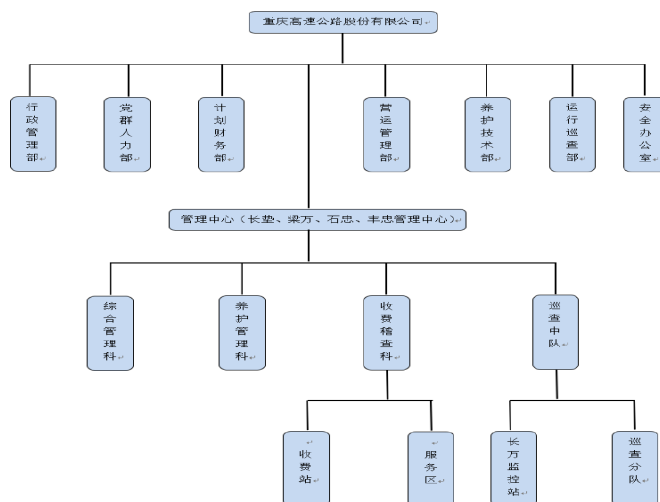 重庆高速公路股份有限公司
行政管理部
党群人力部
计划财务部
营运管理部
养护技术部
运行巡查部
安全办公室
管理中心（长垫、梁万、石忠、丰忠管理中心）
综合管理科
养护管理科
收费稽查科
巡查中队
收费站
服务区
长万监控站
巡查分队